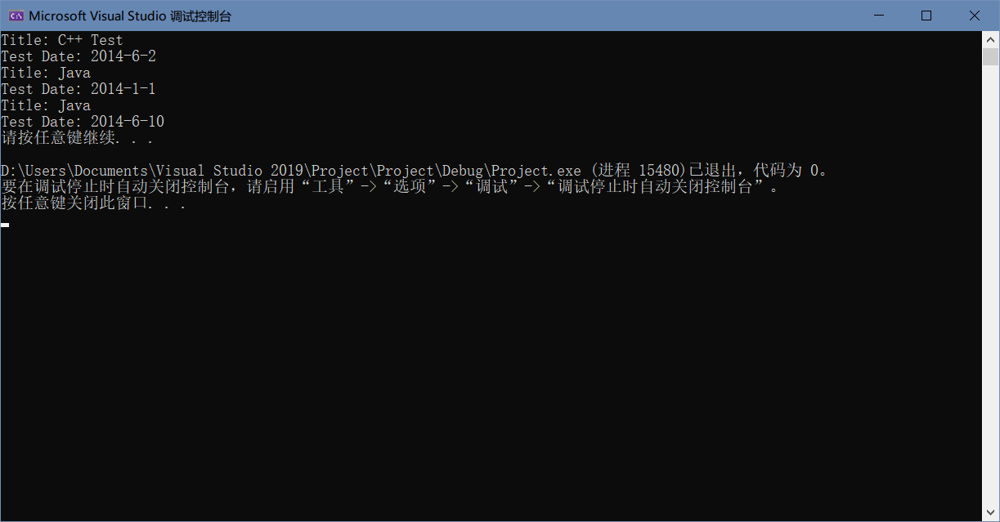 Microsoft Visual Studio 调试控制台
Title: C++ Test
Test Date: 2014-6-2
Title: Java
Test Date: 2014-1-1
Title: Java
Test Date: 2014-6-10
请按任意键继续. . .
D:\Users\Documents\Visual Studio 2019\Project\Project\Debug\Project.exe (进程 15480)已退出，代码为 0。
要在调试停止时自动关闭控制台，请启用“工具”->“选项”->“调试”->“调试停止时自动关闭控制台”。
按任意键关闭此窗口. . .